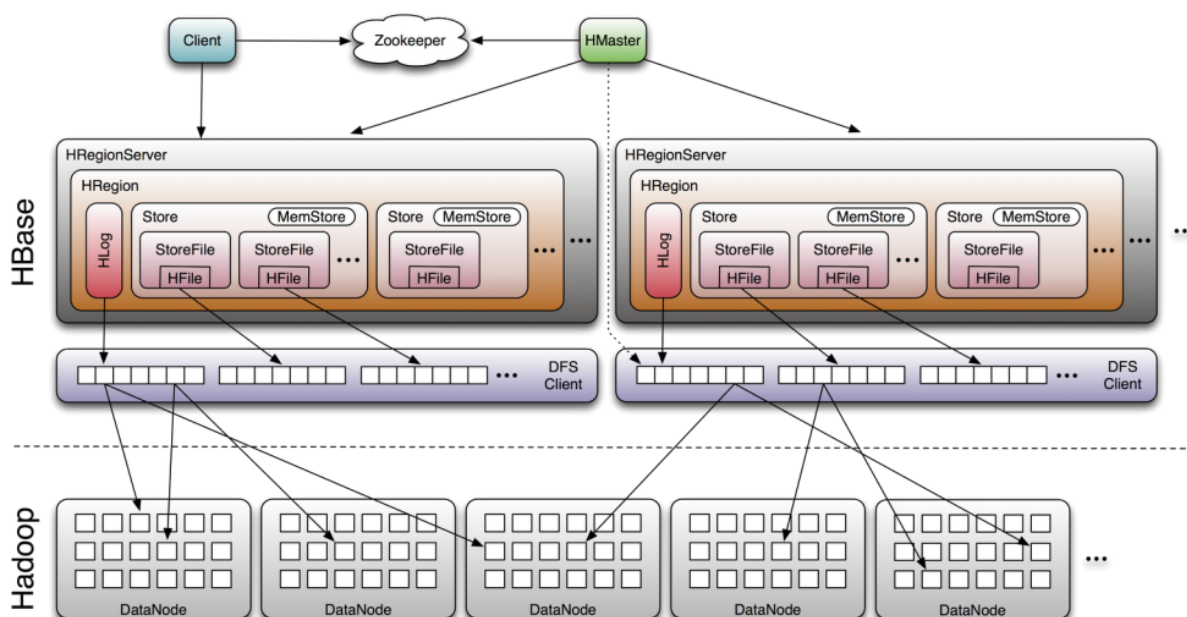 Client
Zookeeper
HMaster
HBase
HRegionServer
HRegion
HLog
Store
MemStore
StoreFile
HFile
StoreFile
HFile
...
Store
MemStore
StoreFile
HFile
...
...
HRegionServer
HRegion
HLog
Store
MemStore
StoreFile
HFile
StoreFile
HFile
...
Store
MemStore
StoreFile
HFile
...
...
...
...
DFS
Client
...
DFS
Client
Hadoop
DataNode
DataNode
DataNode
DataNode
DataNode
...